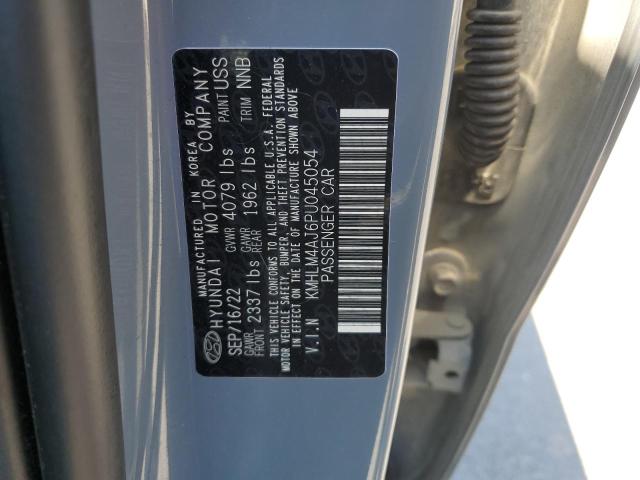 MANUFACTURED IN KOREA BY
HYUNDAI MOTOR COMPANY
SEP/16/22 GVWR 4079 lbs PAINT USS
GAWR FRONT 2337 lbs GAWR REAR 1962 lbs TRIM NNB
THIS VEHICLE CONFORMS TO ALL APPLICABLE U.S.A. FEDERAL
MOTOR VEHICLE SAFETY, BUMPER, AND THEFT PREVENTION STANDARDS
IN EFFECT ON THE DATE OF MANUFACTURE SHOWN ABOVE
V.I.N KMHLM4AJ6PU045054
PASSENGER CAR